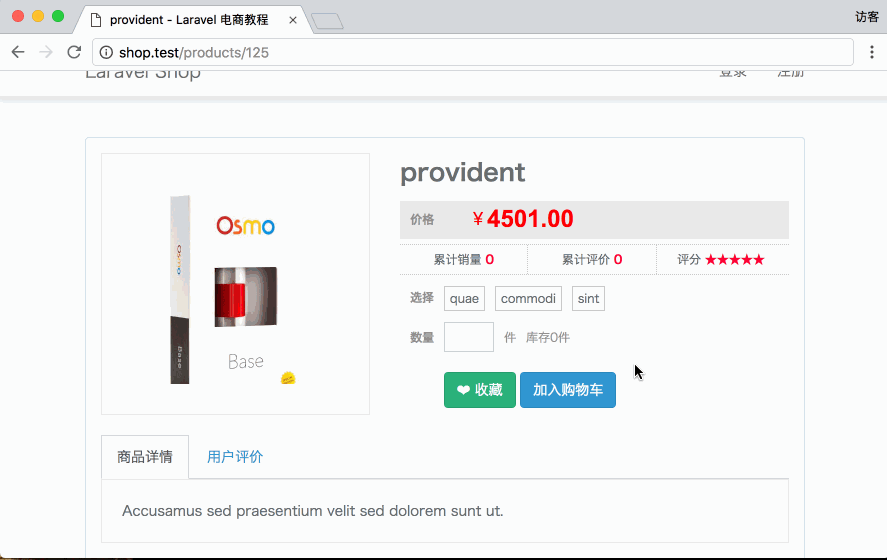 provident - Laravel 电商教程
访客
shop.test/products/125
Laravel Shop
登录 注册
provident
价格 ￥4501.00
累计销量 0 累计评价 0 评分 ★★★★★
选择 quae commodi sint
数量 件 库存0件
❤ 收藏 加入购物车
Osmo
Osmo
Base
Base
商品详情 用户评价
Accusamus sed praesentium velit sed dolorem sunt ut.